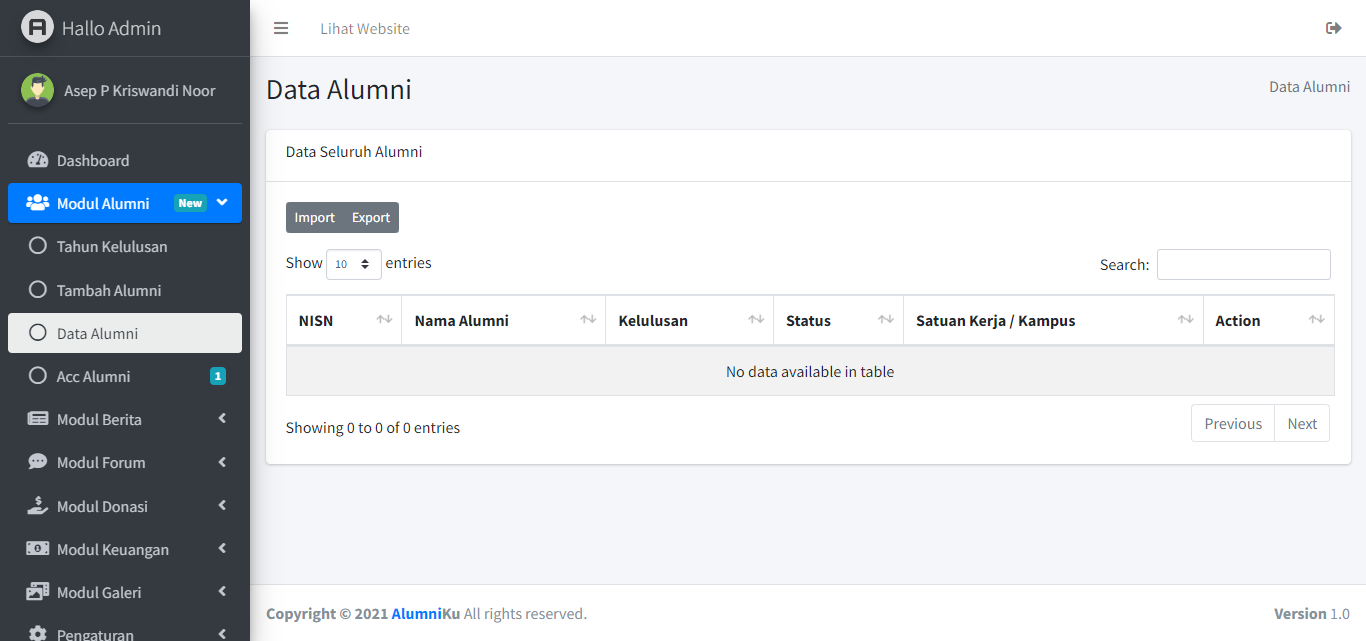 Hallo Admin
Lihat Website
Asep P Kriswandi Noor
Dashboard
Modul Alumni New
Tahun Kelulusan
Tambah Alumni
Data Alumni
Acc Alumni 1
Modul Berita
Modul Forum
Modul Donasi
Modul Keuangan
Modul Galeri
Pengaturan
Data Alumni
Data Alumni
Data Seluruh Alumni
Import Export
Show 10 entries
Search:
NISN Nama Alumni Kelulusan Status Satuan Kerja / Kampus Action
No data available in table
Showing 0 to 0 of 0 entries
Previous Next
Copyright © 2021 AlumniKu All rights reserved.
Version 1.0